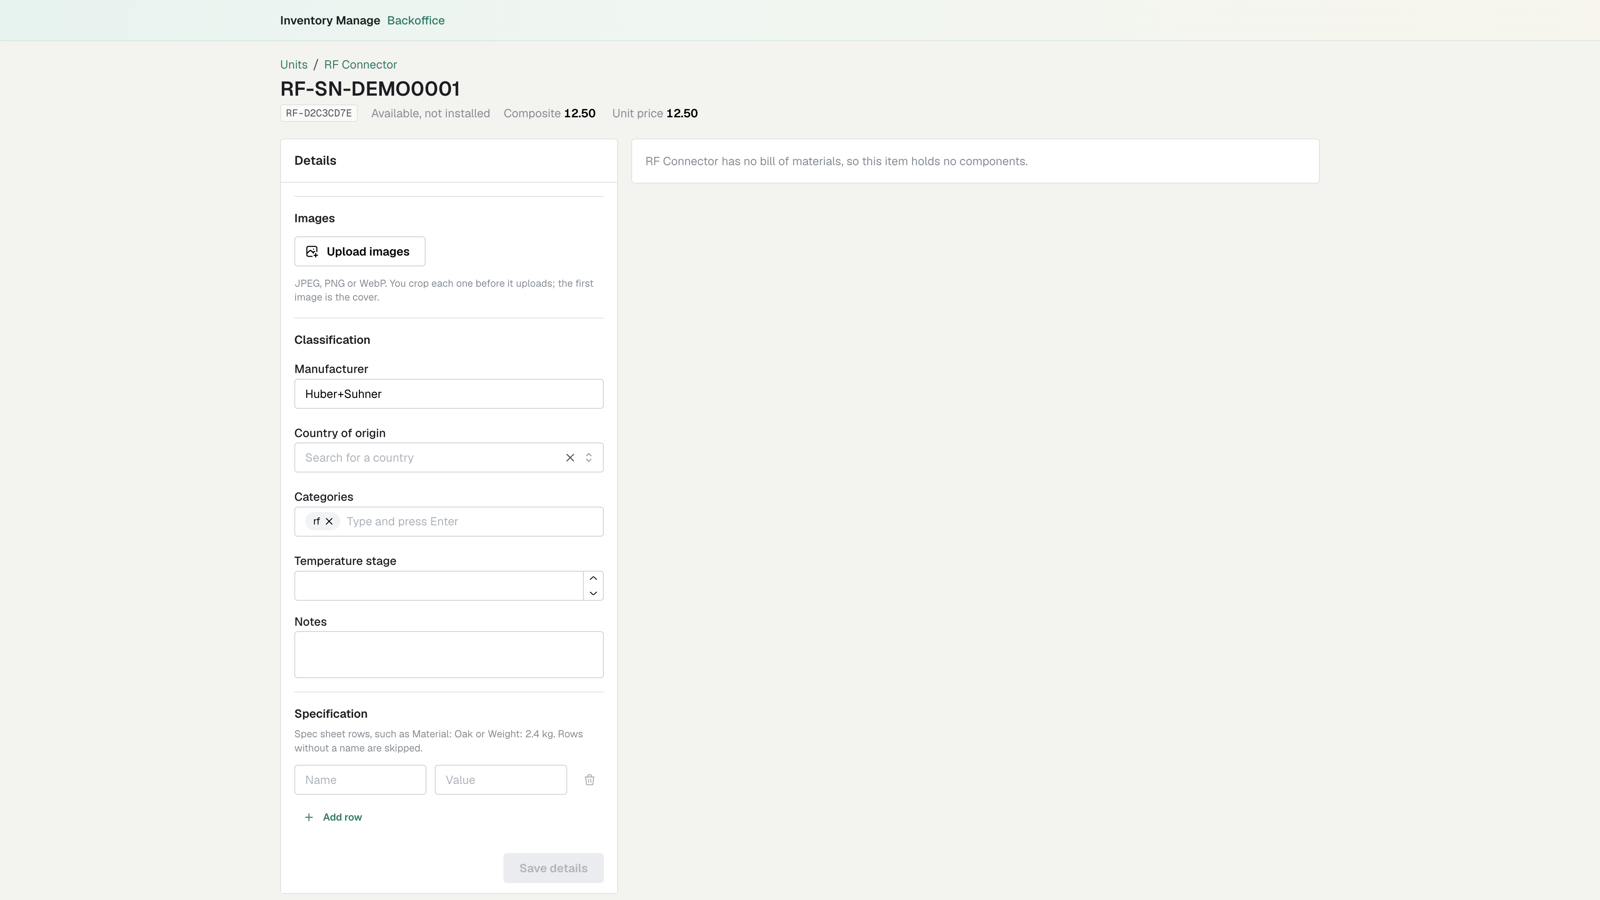 Inventory Manage Backoffice
Units / RF Connector
RF-SN-DEMO0001
RF-D2C3CD7E Available, not installed Composite 12.50 Unit price 12.50
Details
RF Connector has no bill of materials, so this item holds no components.
Images
Upload images
JPEG, PNG or WebP. You crop each one before it uploads; the first
image is the cover.
Classification
Manufacturer
Huber+Suhner
Country of origin
Search for a country
Categories
rf Type and press Enter
Temperature stage
Notes
Specification
Spec sheet rows, such as Material: Oak or Weight: 2.4 kg. Rows
without a name are skipped.
Name Value
Add row
Save details